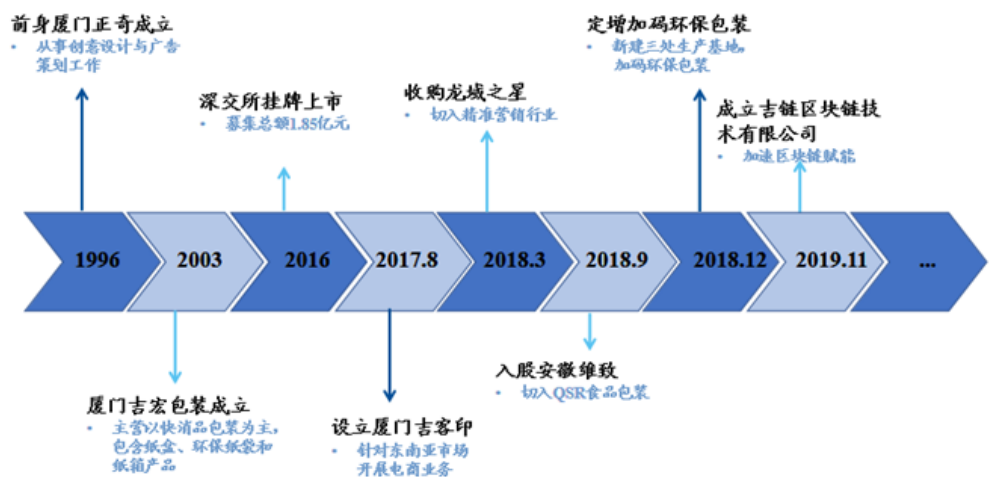 前身厦门正奇成立
• 从事创意设计与广告
策划工作
深交所挂牌上市
• 募集总额1.85亿元
收购龙域之星
• 切入精准营销行业
定增加码环保包装
• 新建三处生产基地,
加码环保包装
成立吉链区块链技
术有限公司
• 加速区块链赋能
1996
2003
2016
2017.8
2018.3
2018.9
2018.12
2019.11
...
厦门吉宏包装成立
• 主营以快消品包装为主,
包含纸盒、环保纸袋和
纸箱产品
设立厦门吉客印
• 针对东南亚市场
开展电商业务
入股安徽维致
• 切入QSR食品包装